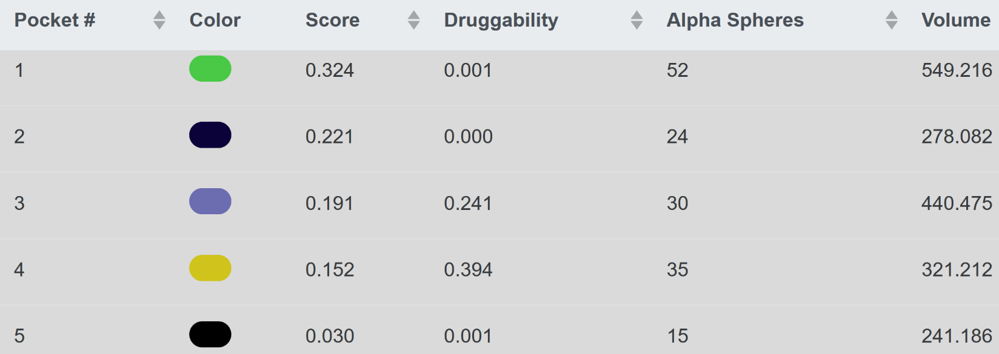 Pocket # Color Score Druggability Alpha Spheres Volume
1 0.324 0.001 52 549.216
2 0.221 0.000 24 278.082
3 0.191 0.241 30 440.475
4 0.152 0.394 35 321.212
5 0.030 0.001 15 241.186